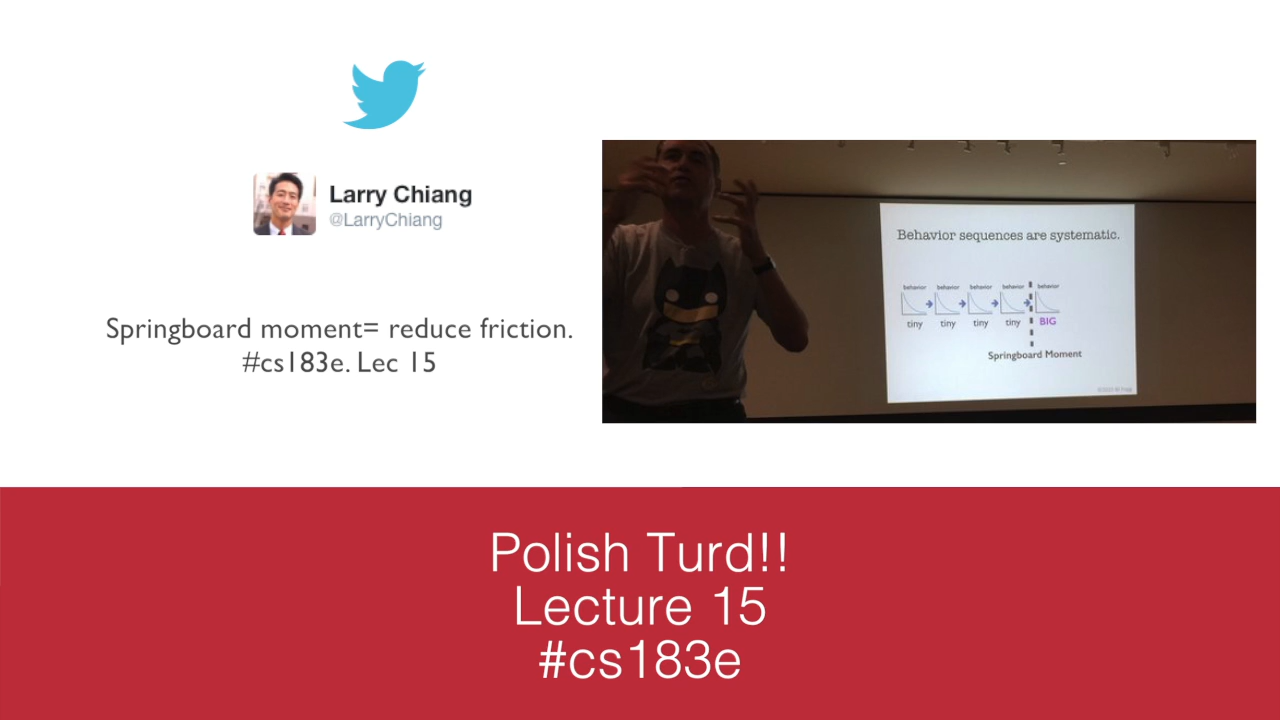 Larry Chiang
@LarryChiang
Springboard moment= reduce friction.
#cs183e. Lec 15
Behavior sequences are systematic.
behavior behavior behavior behavior behavior
tiny tiny tiny tiny BIG
Springboard Moment
Polish Turd!!
Lecture 15
#cs183e